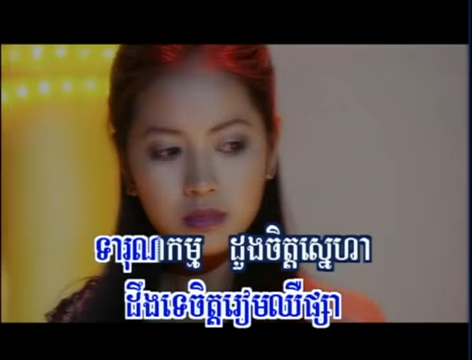 ទារុណកម្ម ដួងចិត្តស្នេហា
ដឹងទេចិត្តរៀមឈឺផ្សា